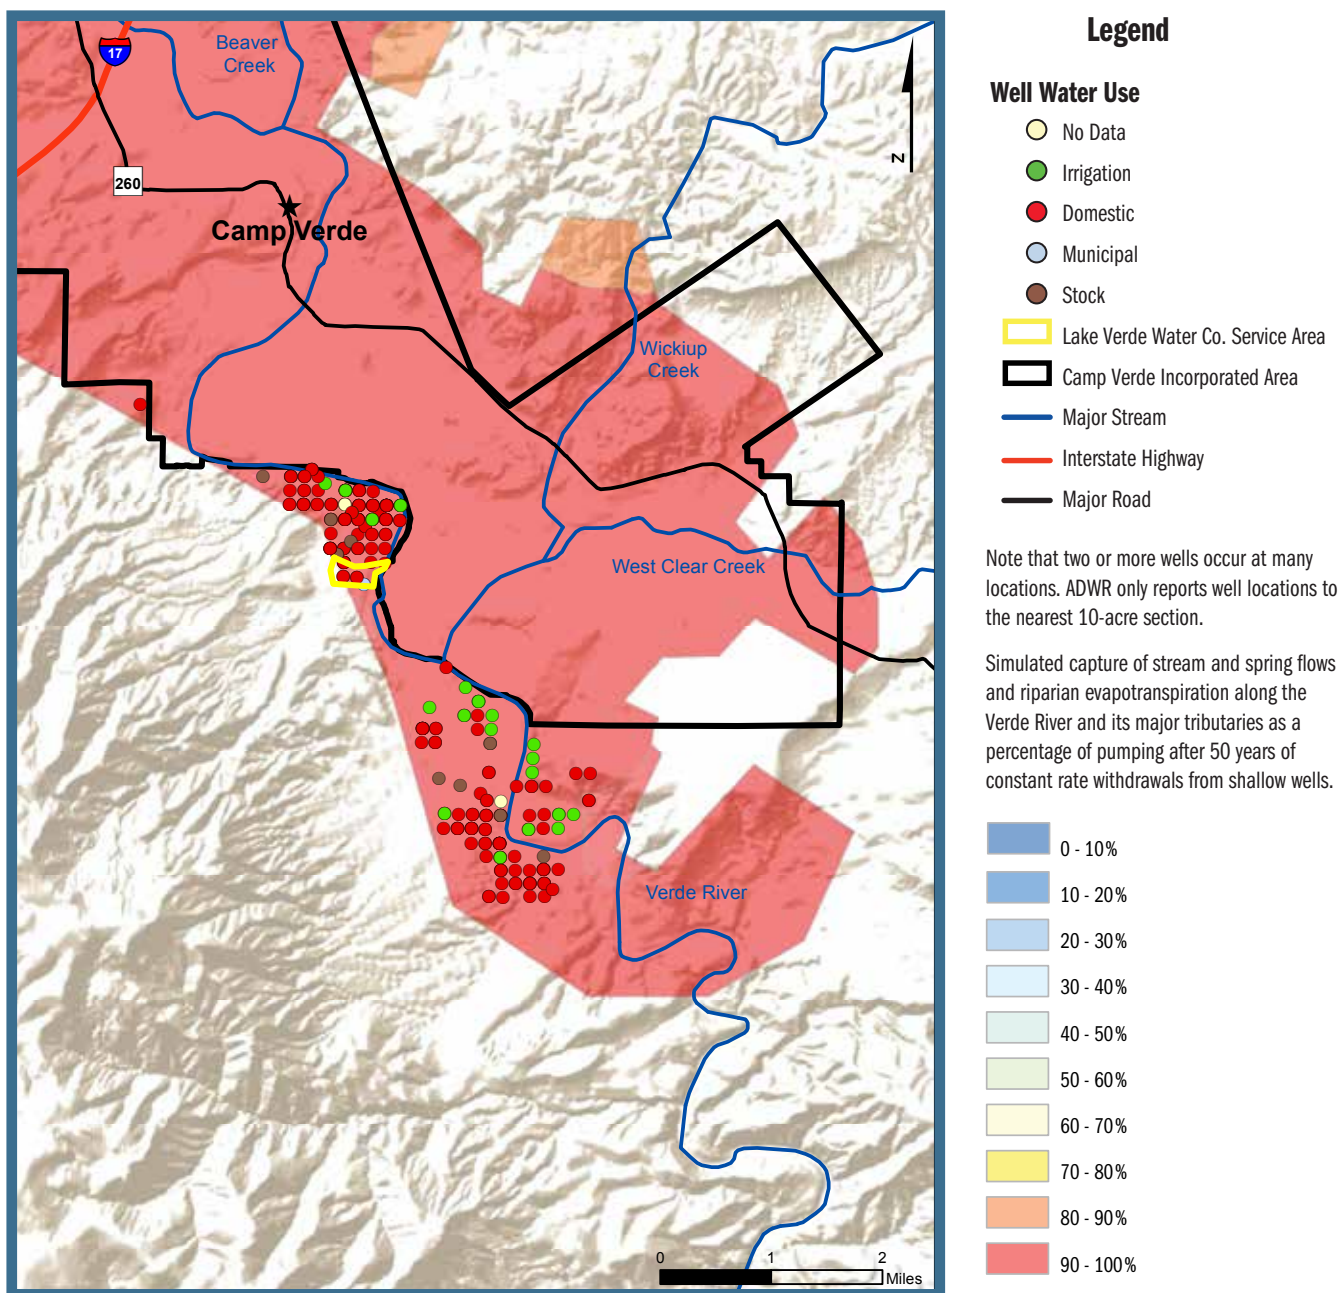 17
Beaver
Creek
N
260
Camp Verde
Wickiup
Creek
West Clear Creek
Verde River
0 1 2
Miles
Legend
Well Water Use
No Data
Irrigation
Domestic
Municipal
Stock
Lake Verde Water Co. Service Area
Camp Verde Incorporated Area
Major Stream
Interstate Highway
Major Road
Note that two or more wells occur at many
locations. ADWR only reports well locations to
the nearest 10-acre section.
Simulated capture of stream and spring flows
and riparian evapotranspiration along the
Verde River and its major tributaries as a
percentage of pumping after 50 years of
constant rate withdrawals from shallow wells.
0 - 10%
10 - 20%
20 - 30%
30 - 40%
40 - 50%
50 - 60%
60 - 70%
70 - 80%
80 - 90%
90 - 100%